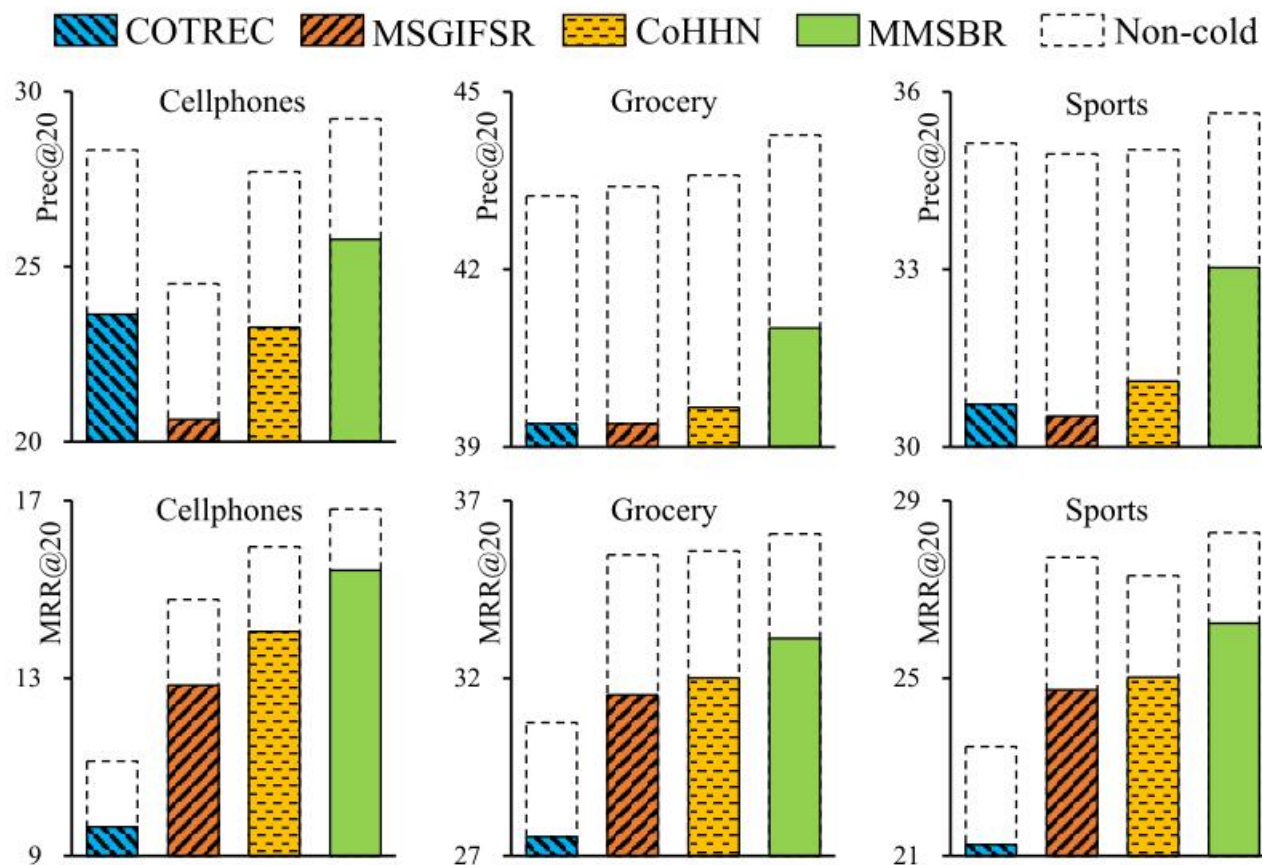 COTREC MSGIFSR CoHHN MMSBR Non-cold
Cellphones Grocery Sports
Prec@20 Prec@20 Prec@20
30 45 36
25 42 33
20 39 30
Cellphones Grocery Sports
MRR@20 MRR@20 MRR@20
17 37 29
13 32 25
9 27 21